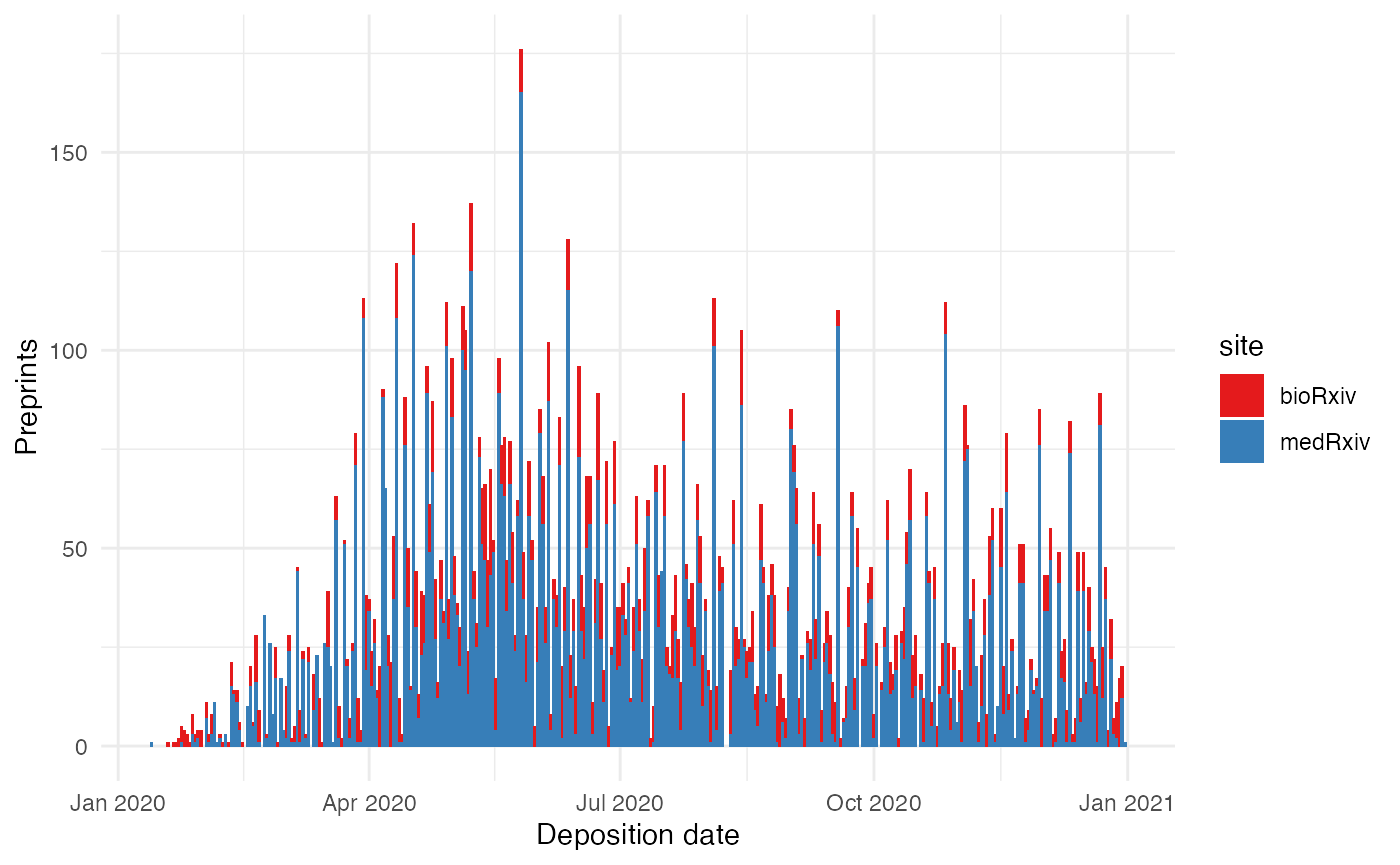 150
100
50
0
Preprints
Jan 2020
Apr 2020
Jul 2020
Oct 2020
Jan 2021
Deposition date
site
bioRxiv
medRxiv